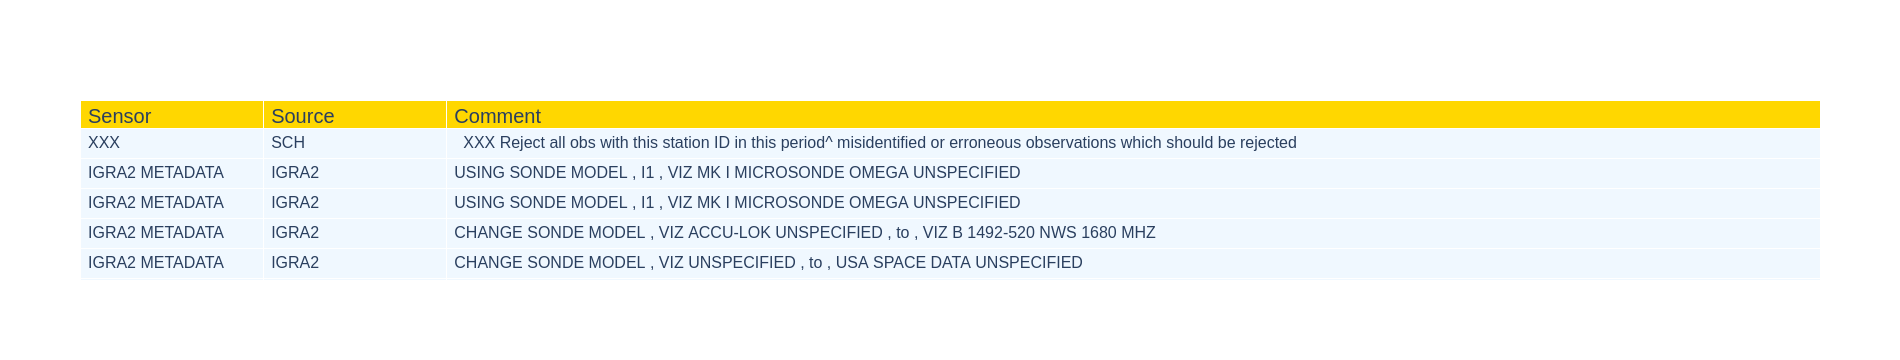 Sensor Source Comment
XXX SCH XXX Reject all obs with this station ID in this period^ misidentified or erroneous observations which should be rejected
IGRA2 METADATA IGRA2 USING SONDE MODEL , I1 , VIZ MK I MICROSONDE OMEGA UNSPECIFIED
IGRA2 METADATA IGRA2 USING SONDE MODEL , I1 , VIZ MK I MICROSONDE OMEGA UNSPECIFIED
IGRA2 METADATA IGRA2 CHANGE SONDE MODEL , VIZ ACCU-LOK UNSPECIFIED , to , VIZ B 1492-520 NWS 1680 MHZ
IGRA2 METADATA IGRA2 CHANGE SONDE MODEL , VIZ UNSPECIFIED , to , USA SPACE DATA UNSPECIFIED